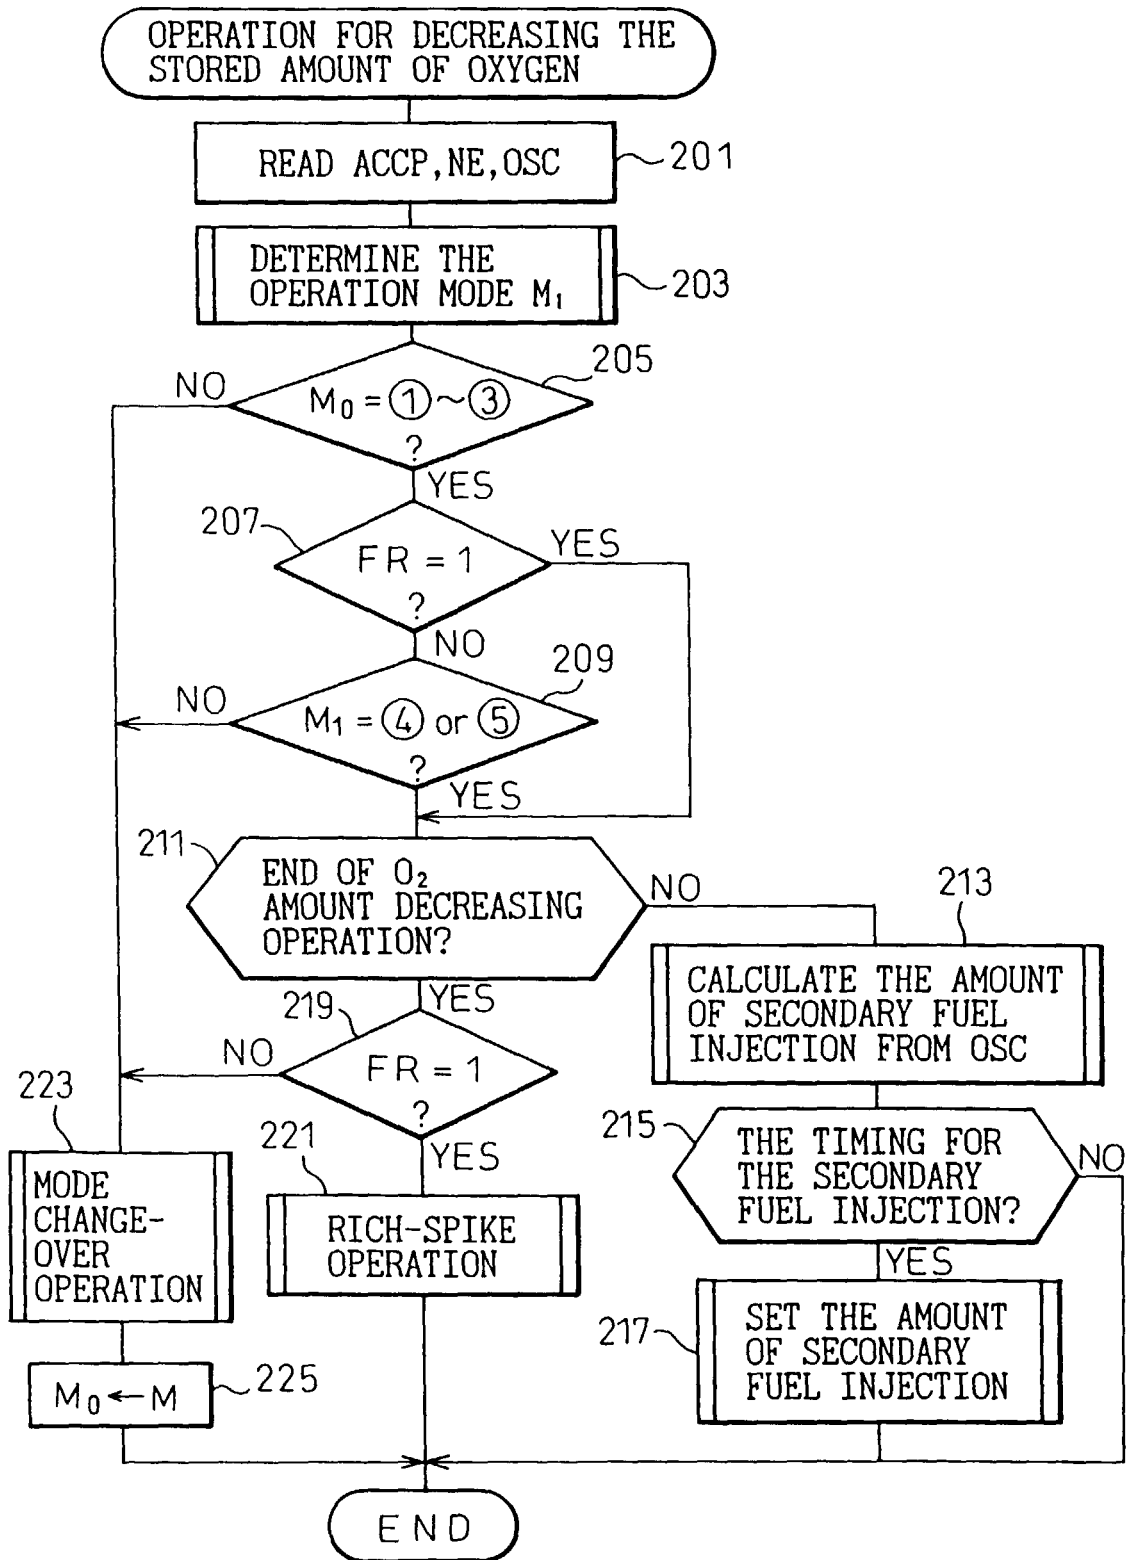 OPERATION FOR DECREASING THE
STORED AMOUNT OF OXYGEN
READ ACCP,NE,OSC
201
DETERMINE THE
OPERATION MODE M₁
203
205
NO
M₀ = ① ~ ③
?
YES
207
FR = 1
?
YES
NO
209
NO
M₁ = ④ or ⑤
?
YES
211
END OF O₂
AMOUNT DECREASING
OPERATION?
NO
213
CALCULATE THE AMOUNT
OF SECONDARY FUEL
INJECTION FROM OSC
YES
219
NO
FR = 1
?
YES
215
THE TIMING FOR
THE SECONDARY
FUEL INJECTION?
NO
YES
223
MODE
CHANGE-
OVER
OPERATION
221
RICH-SPIKE
OPERATION
217
SET THE AMOUNT
OF SECONDARY
FUEL INJECTION
M₀ ← M
225
END